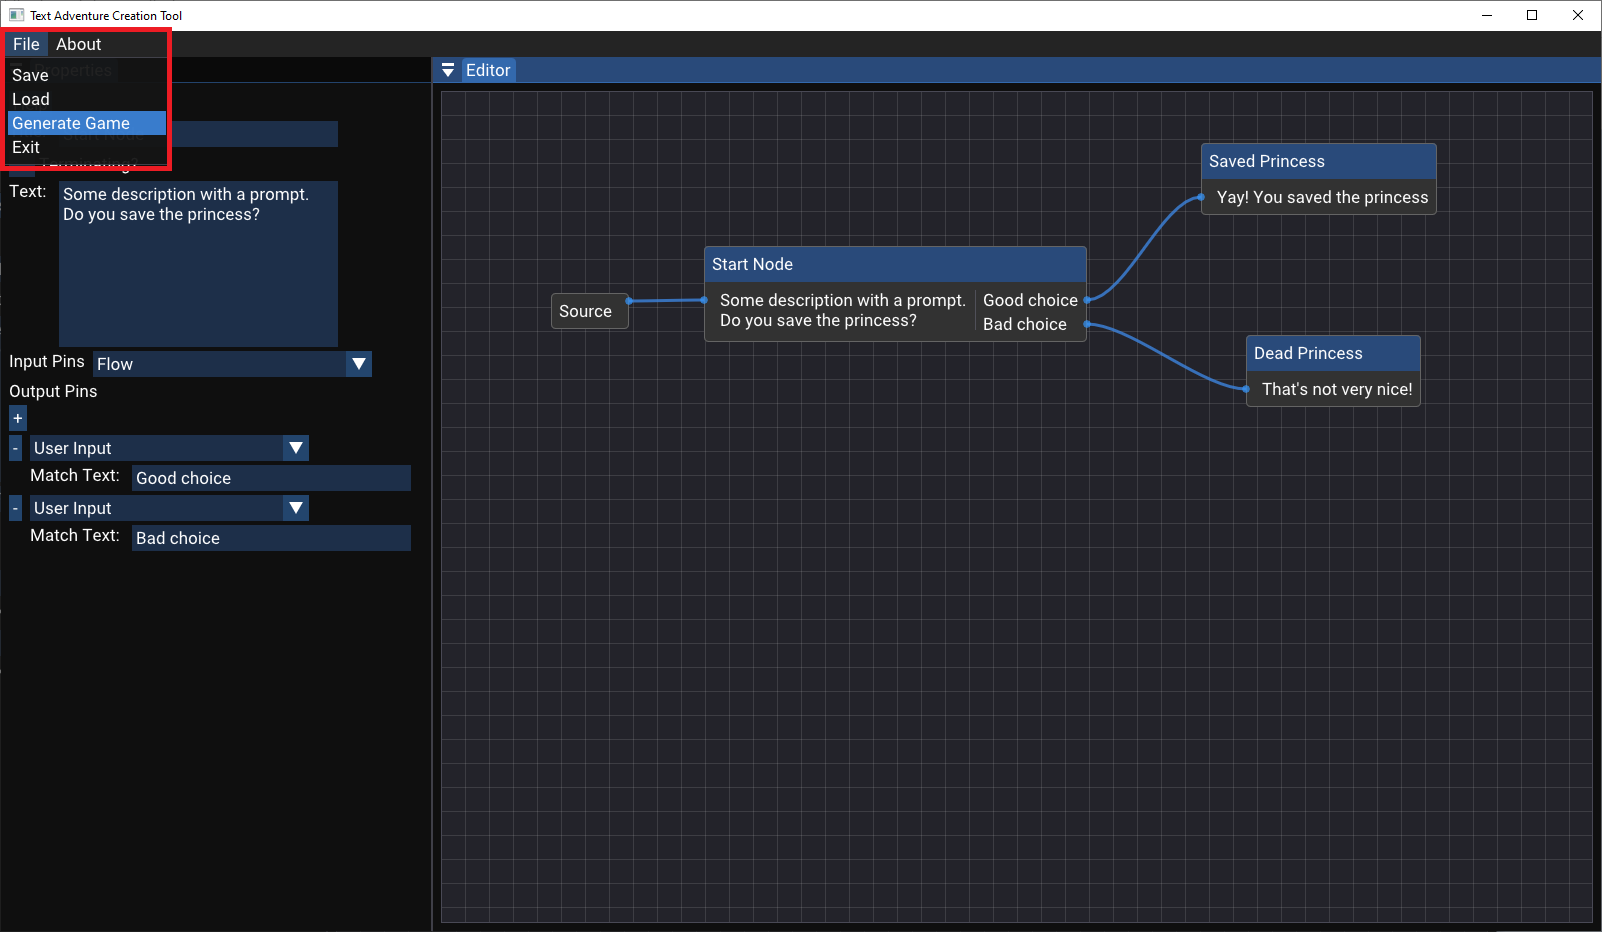 Text Adventure Creation Tool
File About
Properties
Save
Load
Generate Game
Exit
Terminating?
Text:
Some description with a prompt.
Do you save the princess?
Input Pins
Flow
Output Pins
+
- User Input
Match Text: Good choice
- User Input
Match Text: Bad choice
Editor
Source
Start Node
Some description with a prompt.
Do you save the princess?
Good choice
Bad choice
Saved Princess
Yay! You saved the princess
Dead Princess
That's not very nice!